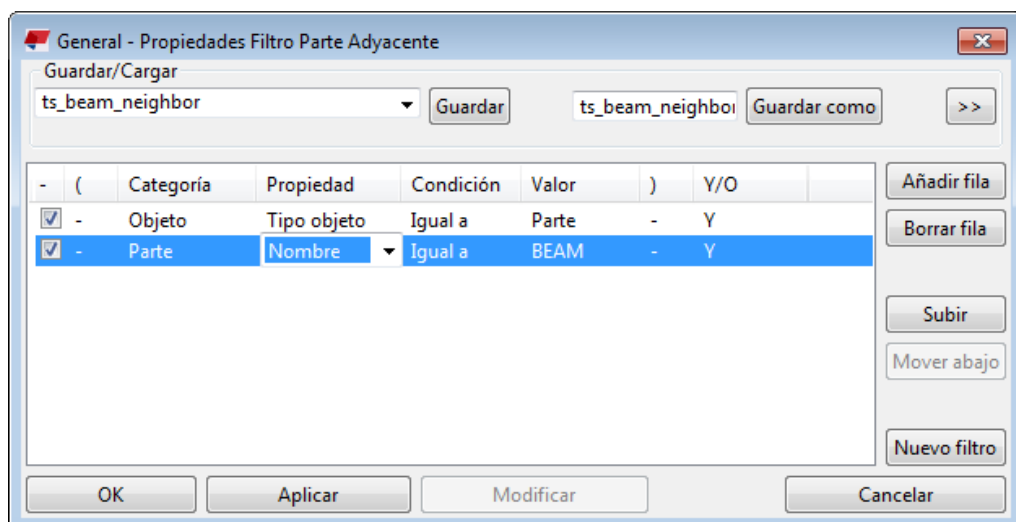 General - Propiedades Filtro Parte Adyacente
Guardar/Cargar
ts_beam_neighbor Guardar ts_beam_neighbor Guardar como >>
- ( Categoría Propiedad Condición Valor ) Y/O
- Objeto Tipo objeto Igual a Parte - Y
- Parte Nombre Igual a BEAM - Y
Añadir fila
Borrar fila
Subir
Mover abajo
Nuevo filtro
OK Aplicar Modificar Cancelar